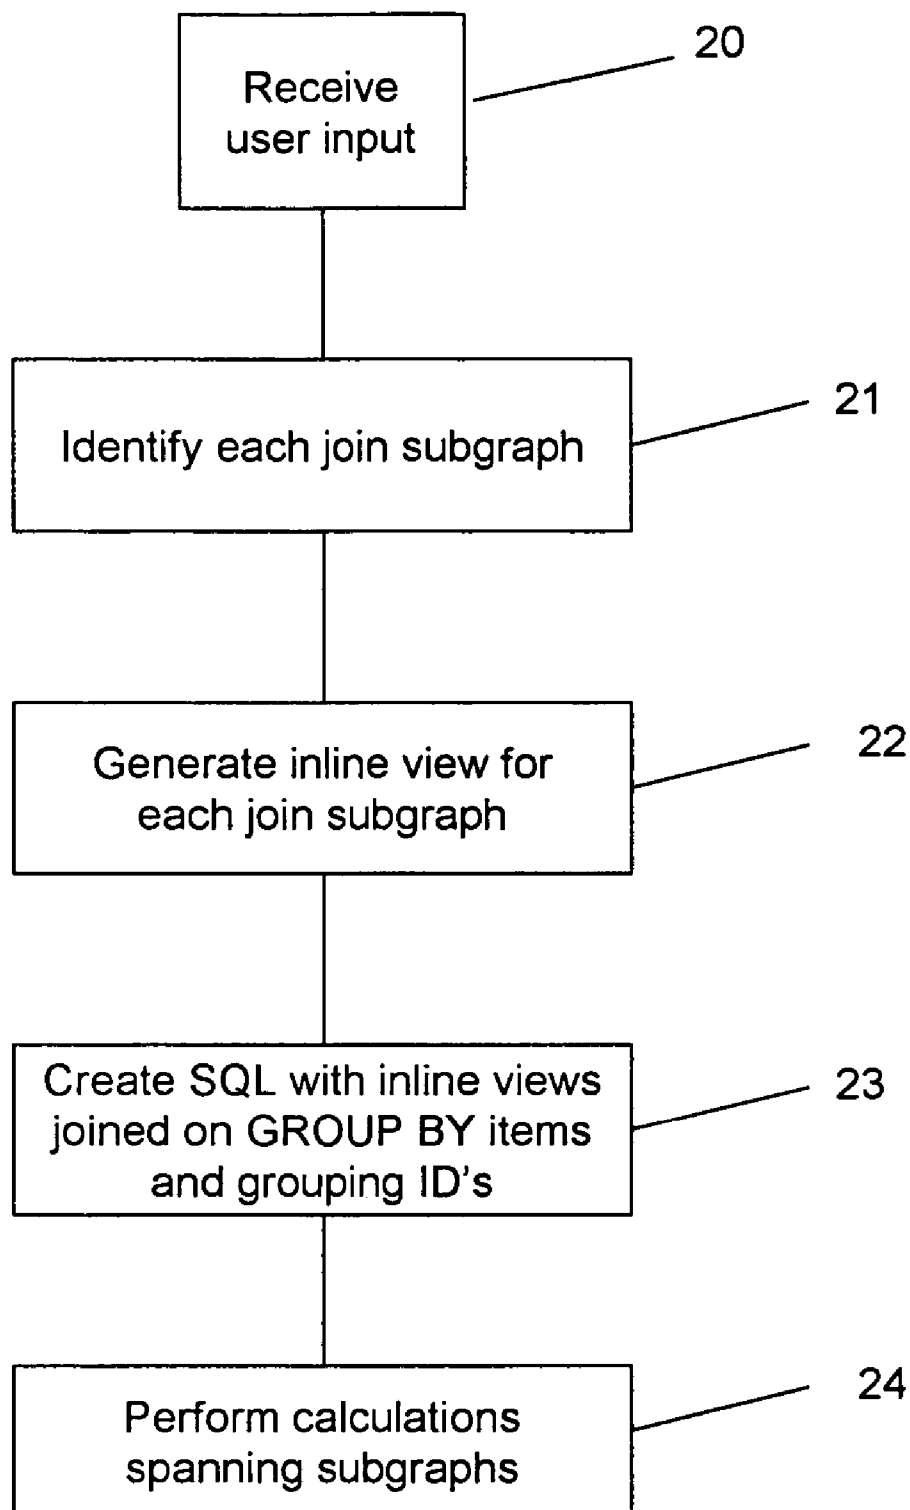 20
Receive
user input
21
Identify each join subgraph
22
Generate inline view for
each join subgraph
23
Create SQL with inline views
joined on GROUP BY items
and grouping ID's
24
Perform calculations
spanning subgraphs